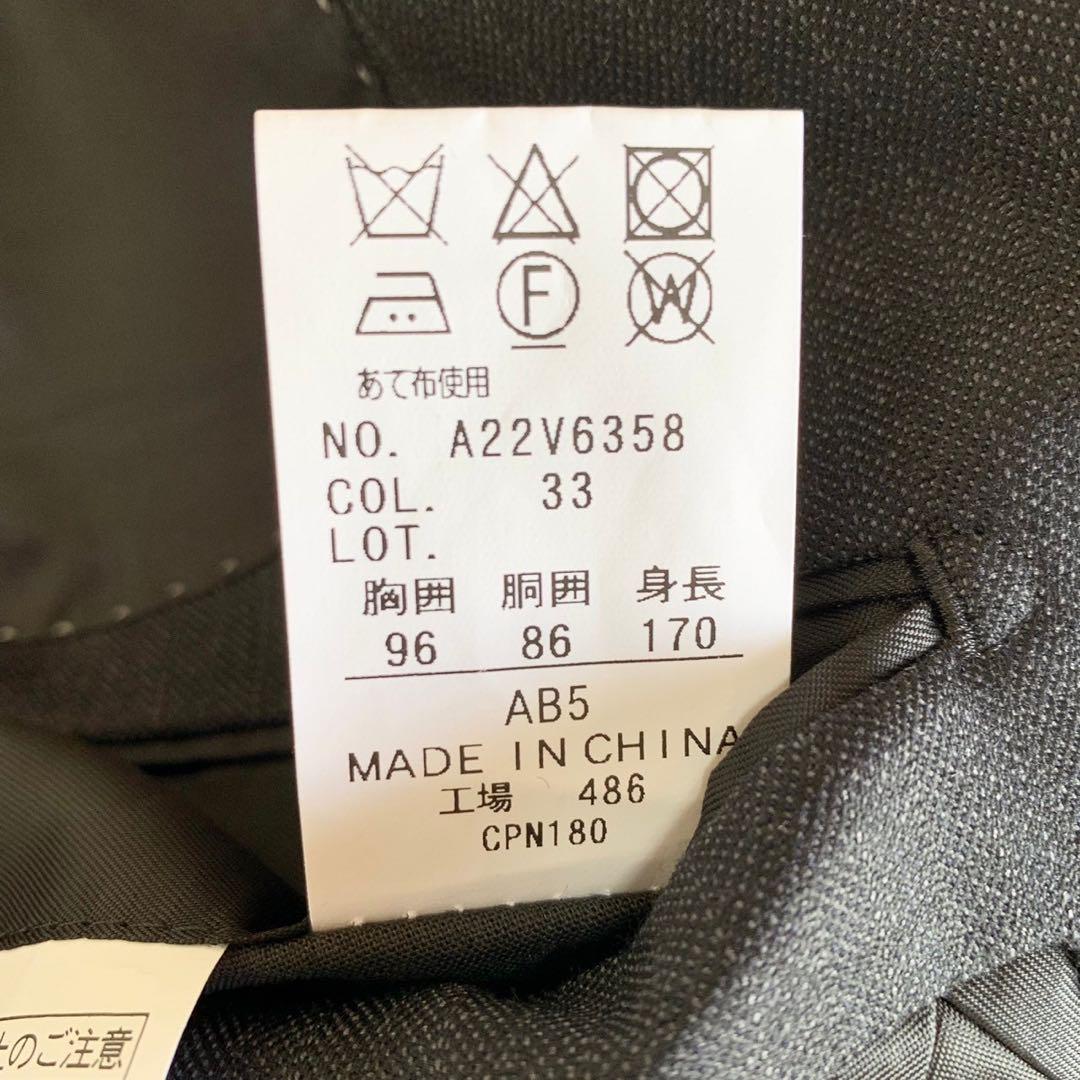 F
W
あて布使用
NO. A22V6358
COL. 33
LOT.
胸囲 胴囲 身長
96 86 170
AB5
MADE IN CHINA
工場 486
CPN180
のご注意